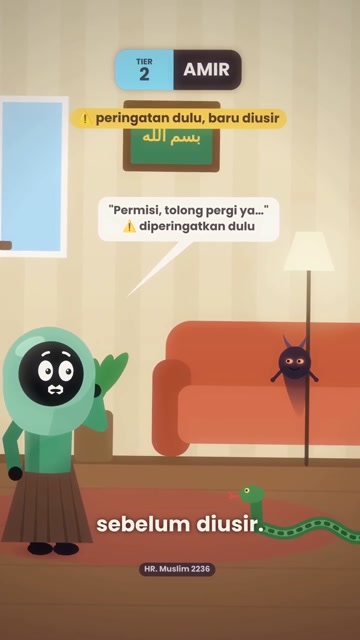 TIER
2
AMIR
⚠ peringatan dulu, baru diusir
بسم الله
"Permisi, tolong pergi ya..."
⚠️ diperingatkan dulu
sebelum diusir.
HR. Muslim 2236